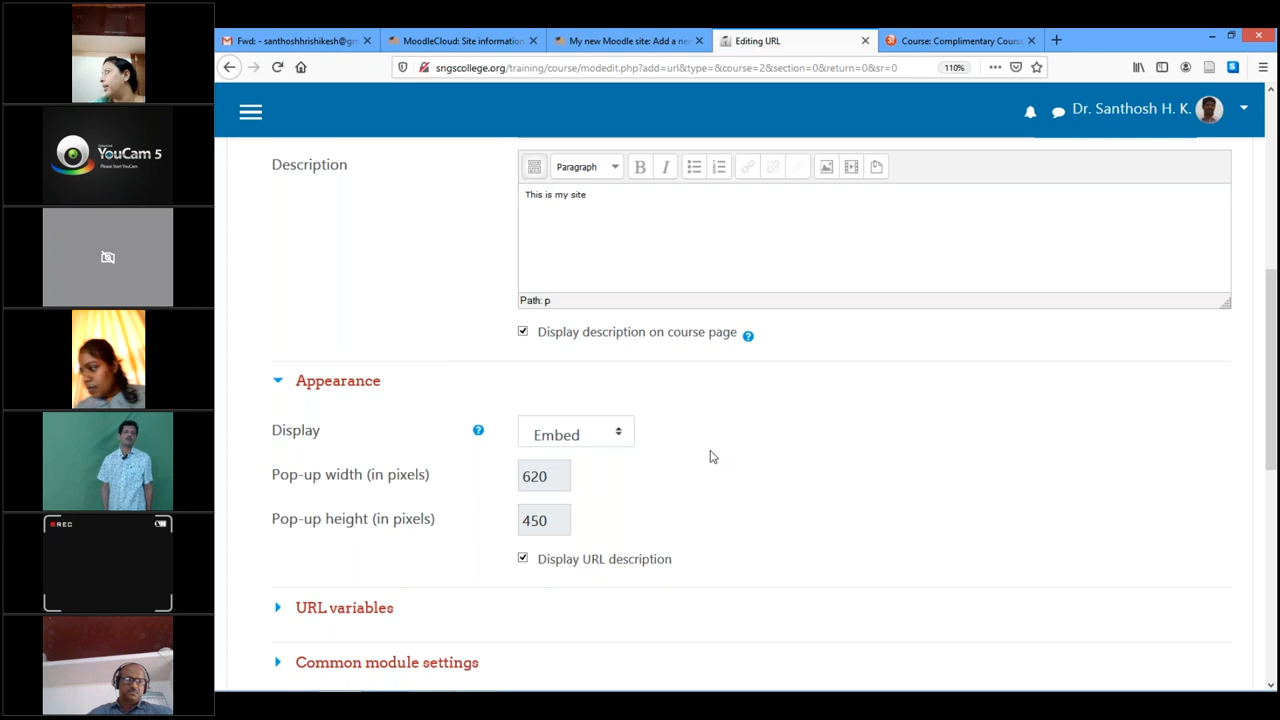 Fwd: - santhoshhrishikesh@gm
MoodleCloud: Site information
My new Moodle site: Add a ne
Editing URL
Course: Complimentary Cours
sngscollege.org/training/course/modedit.php?add=url&type=&course=2&section=0&return=0&sr=0
110%
Dr. Santhosh H. K.
YouCam 5
Please Start YouCam
Description
Paragraph
B
I
This is my site
Path: p
Display description on course page
Appearance
Display
Embed
Pop-up width (in pixels)
620
Pop-up height (in pixels)
450
Display URL description
URL variables
Common module settings
REC